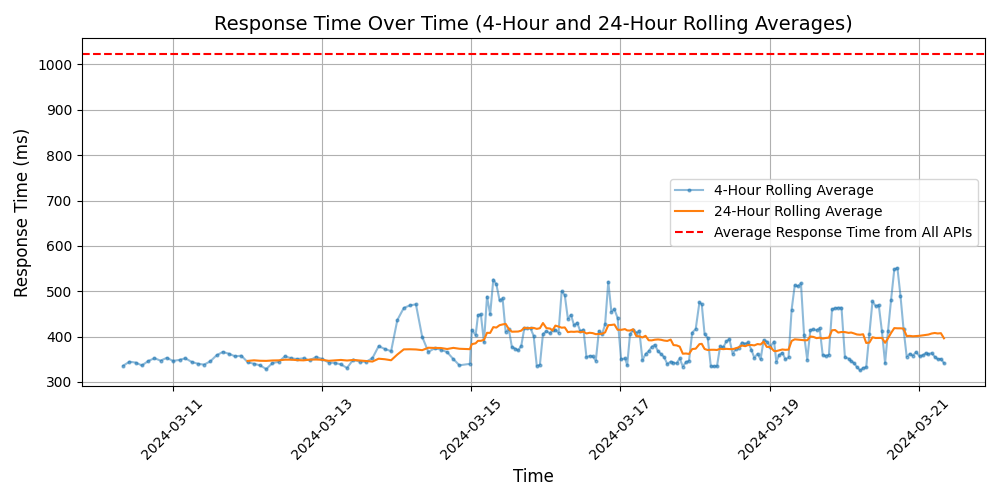 Response Time Over Time (4-Hour and 24-Hour Rolling Averages)
Response Time (ms)
1000
900
800
700
600
500
400
300
4-Hour Rolling Average
24-Hour Rolling Average
Average Response Time from All APIs
2024-03-11
2024-03-13
2024-03-15
2024-03-17
2024-03-19
2024-03-21
Time